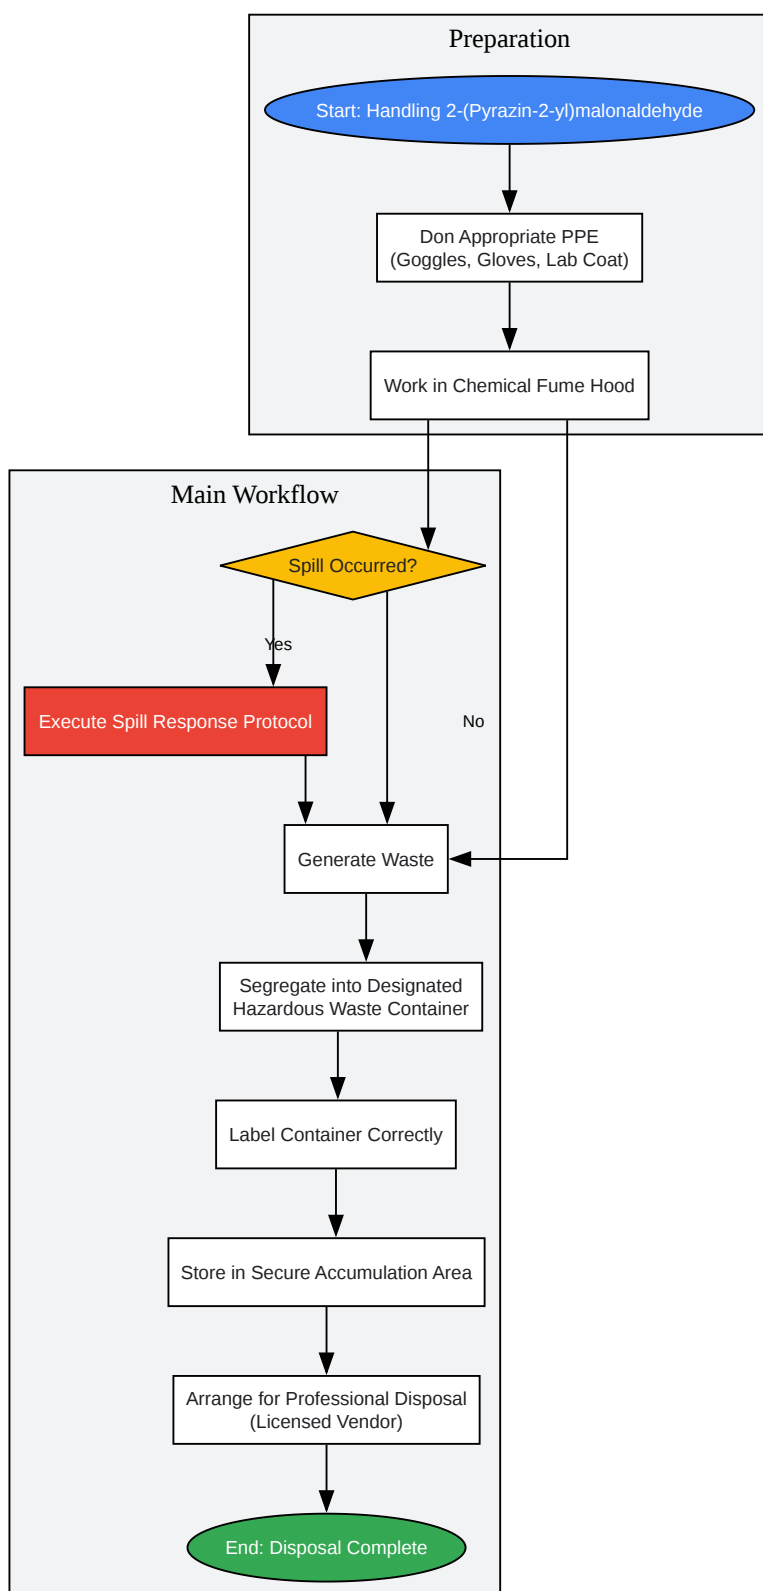 Preparation
Start: Handling 2-(Pyrazin-2-yl)malonaldehyde
Don Appropriate PPE
(Goggles, Gloves, Lab Coat)
Work in Chemical Fume Hood
Main Workflow
Spill Occurred?
Yes
Execute Spill Response Protocol
No
Generate Waste
Segregate into Designated
Hazardous Waste Container
Label Container Correctly
Store in Secure Accumulation Area
Arrange for Professional Disposal
(Licensed Vendor)
End: Disposal Complete